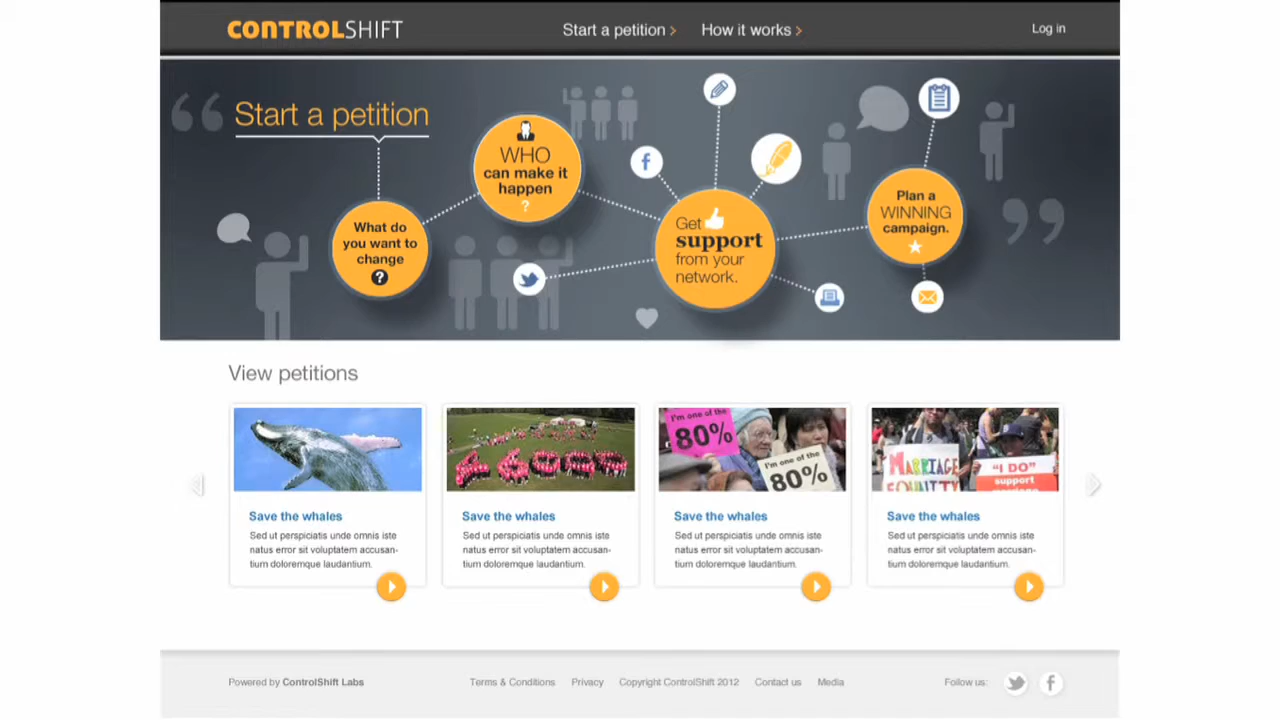 CONTROLSHIFT
Start a petition >
How it works >
Log in
“
Start a petition
What do
you want to
change
?
WHO
can make it
happen
?
f
Get
support
from your
network.
Plan a
WINNING
campaign.
”
View petitions
I'm one of the
80%
I'm one of the
80%
MARRIAGE
EQUALITY
“I DO”
support
Save the whales
Sed ut perspiciatis unde omnis iste
natus error sit voluptatem accusan-
tium doloremque laudantium.
Save the whales
Sed ut perspiciatis unde omnis iste
natus error sit voluptatem accusan-
tium doloremque laudantium.
Save the whales
Sed ut perspiciatis unde omnis iste
natus error sit voluptatem accusan-
tium doloremque laudantium.
Save the whales
Sed ut perspiciatis unde omnis iste
natus error sit voluptatem accusan-
tium doloremque laudantium.
Powered by ControlShift Labs
Terms & Conditions
Privacy
Copyright ControlShift 2012
Contact us
Media
Follow us:
f